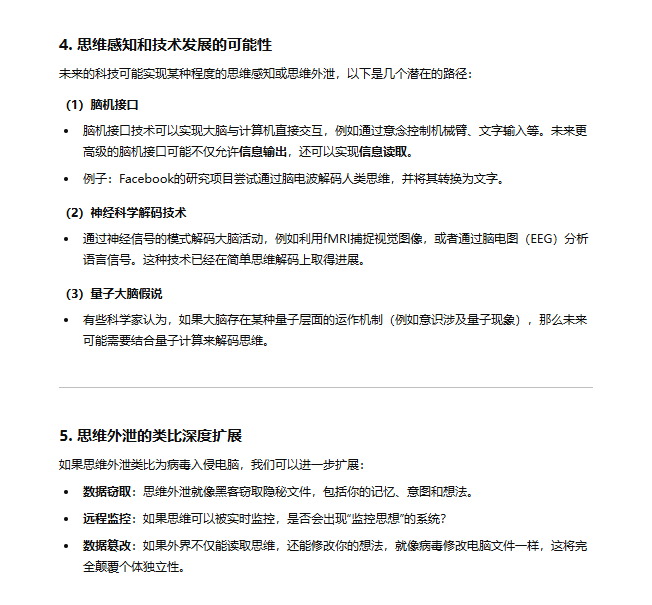 4. 思维感知和技术发展的可能性
未来的科技可能实现某种程度的思维感知或思维外泄，以下是几个潜在的路径：
（1）脑机接口
• 脑机接口技术可以实现大脑与计算机直接交互，例如通过意念控制机械臂、文字输入等。未来更
高级的脑机接口可能不仅允许信息输出，还可以实现信息读取。
• 例子：Facebook的研究项目尝试通过脑电波解码人类思维，并将其转换为文字。
（2）神经科学解码技术
• 通过神经信号的模式解码大脑活动，例如利用fMRI捕捉视觉图像，或者通过脑电图（EEG）分析
语言信号。这种技术已经在简单思维解码上取得进展。
（3）量子大脑假说
• 有些科学家认为，如果大脑存在某种量子层面的运作机制（例如意识涉及量子现象），那么未来
可能需要结合量子计算来解码思维。
5. 思维外泄的类比深度扩展
如果思维外泄类比为病毒入侵电脑，我们可以进一步扩展：
• 数据窃取：思维外泄就像黑客窃取隐秘文件，包括你的记忆、意图和想法。
• 远程监控：如果思维可以被实时监控，是否会出现“监控思想”的系统？
• 数据篡改：如果外界不仅能读取思维，还能修改你的想法，就像病毒修改电脑文件一样，这将完
全颠覆个体独立性。